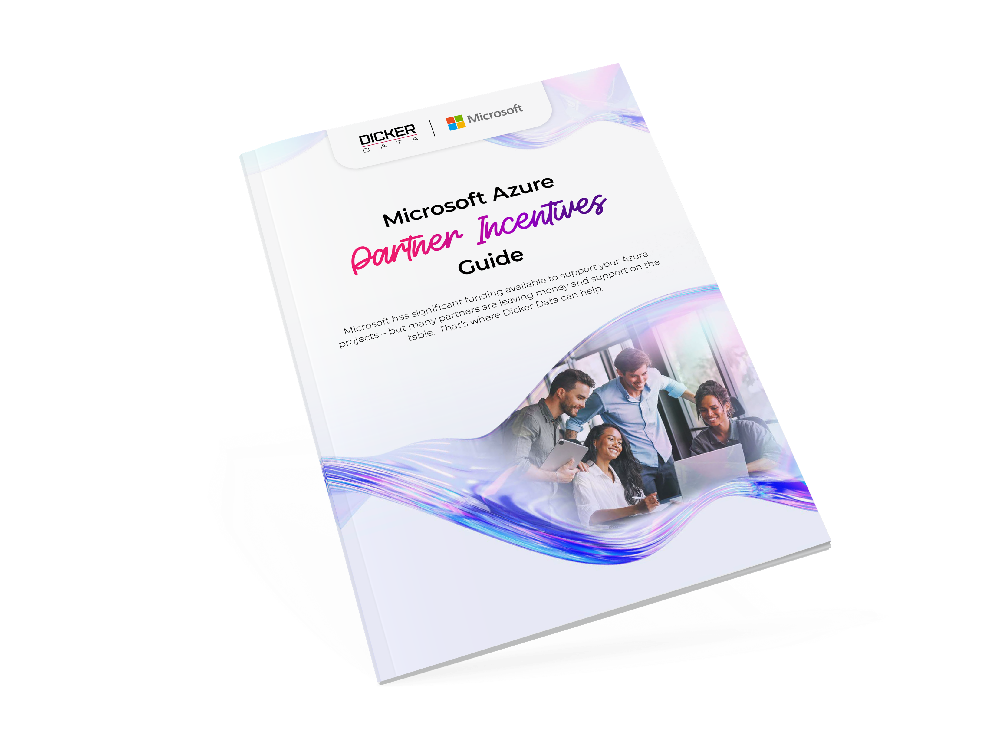 DICKER
DATA
Microsoft
Microsoft Azure
Partner Incentives
Guide
Microsoft has significant funding available to support your Azure
projects – but many partners are leaving money and support on the
table. That's where Dicker Data can help.